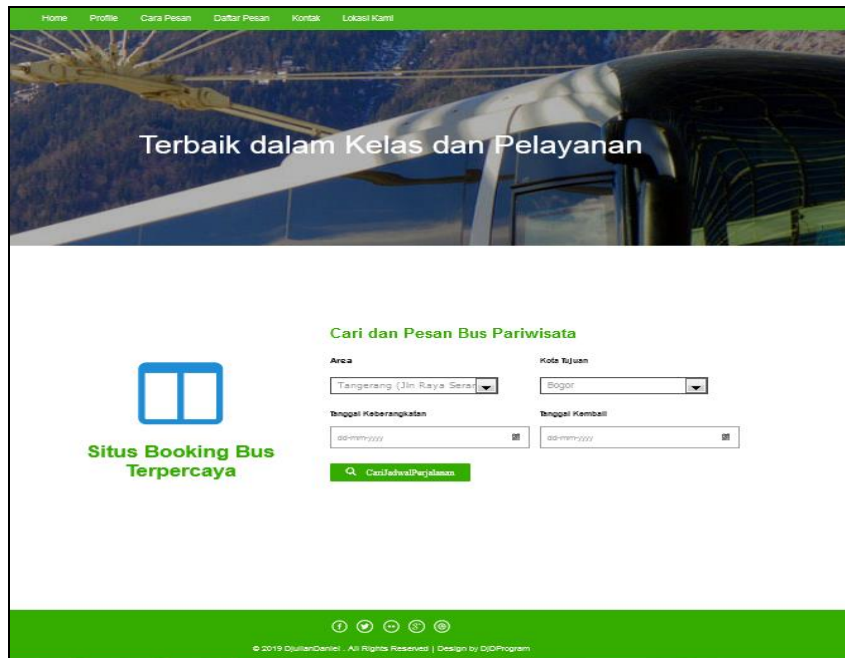 Home Profile Cara Pesan Daftar Pesan Kontak Lokasi Kami
Terbaik dalam Kelas dan Pelayanan
Cari dan Pesan Bus Pariwisata
Area Kota Tujuan
Tangerang (Jln Raya Seran Bogor
Tanggal Keberangkatan Tanggal Kembali
dd-mm-yyyy dd-mm-yyyy
Situs Booking Bus
Terpercaya
CariJadwalPerjalanan
© 2019 DjulianDaniel . All Rights Reserved | Design by DjDProgram